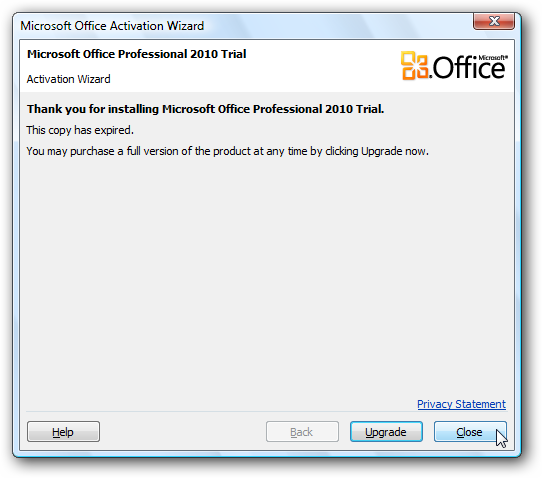 Microsoft Office Activation Wizard
Microsoft Office Professional 2010 Trial
Activation Wizard
Microsoft®
Office
Thank you for installing Microsoft Office Professional 2010 Trial.
This copy has expired.
You may purchase a full version of the product at any time by clicking Upgrade now.
Privacy Statement
Help
Back
Upgrade
Close